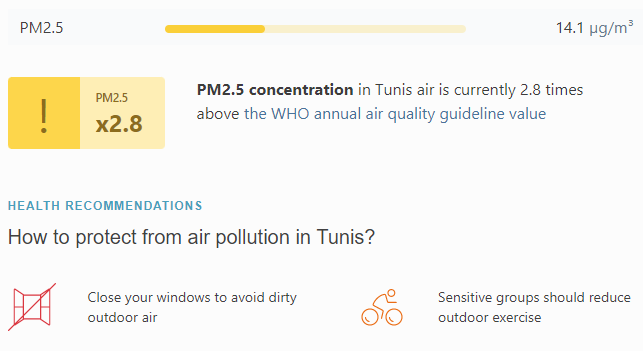 PM2.5 14.1 µg/m³
!
PM2.5
x2.8
PM2.5 concentration in Tunis air is currently 2.8 times
above the WHO annual air quality guideline value
HEALTH RECOMMENDATIONS
How to protect from air pollution in Tunis?
Close your windows to avoid dirty
outdoor air
Sensitive groups should reduce
outdoor exercise